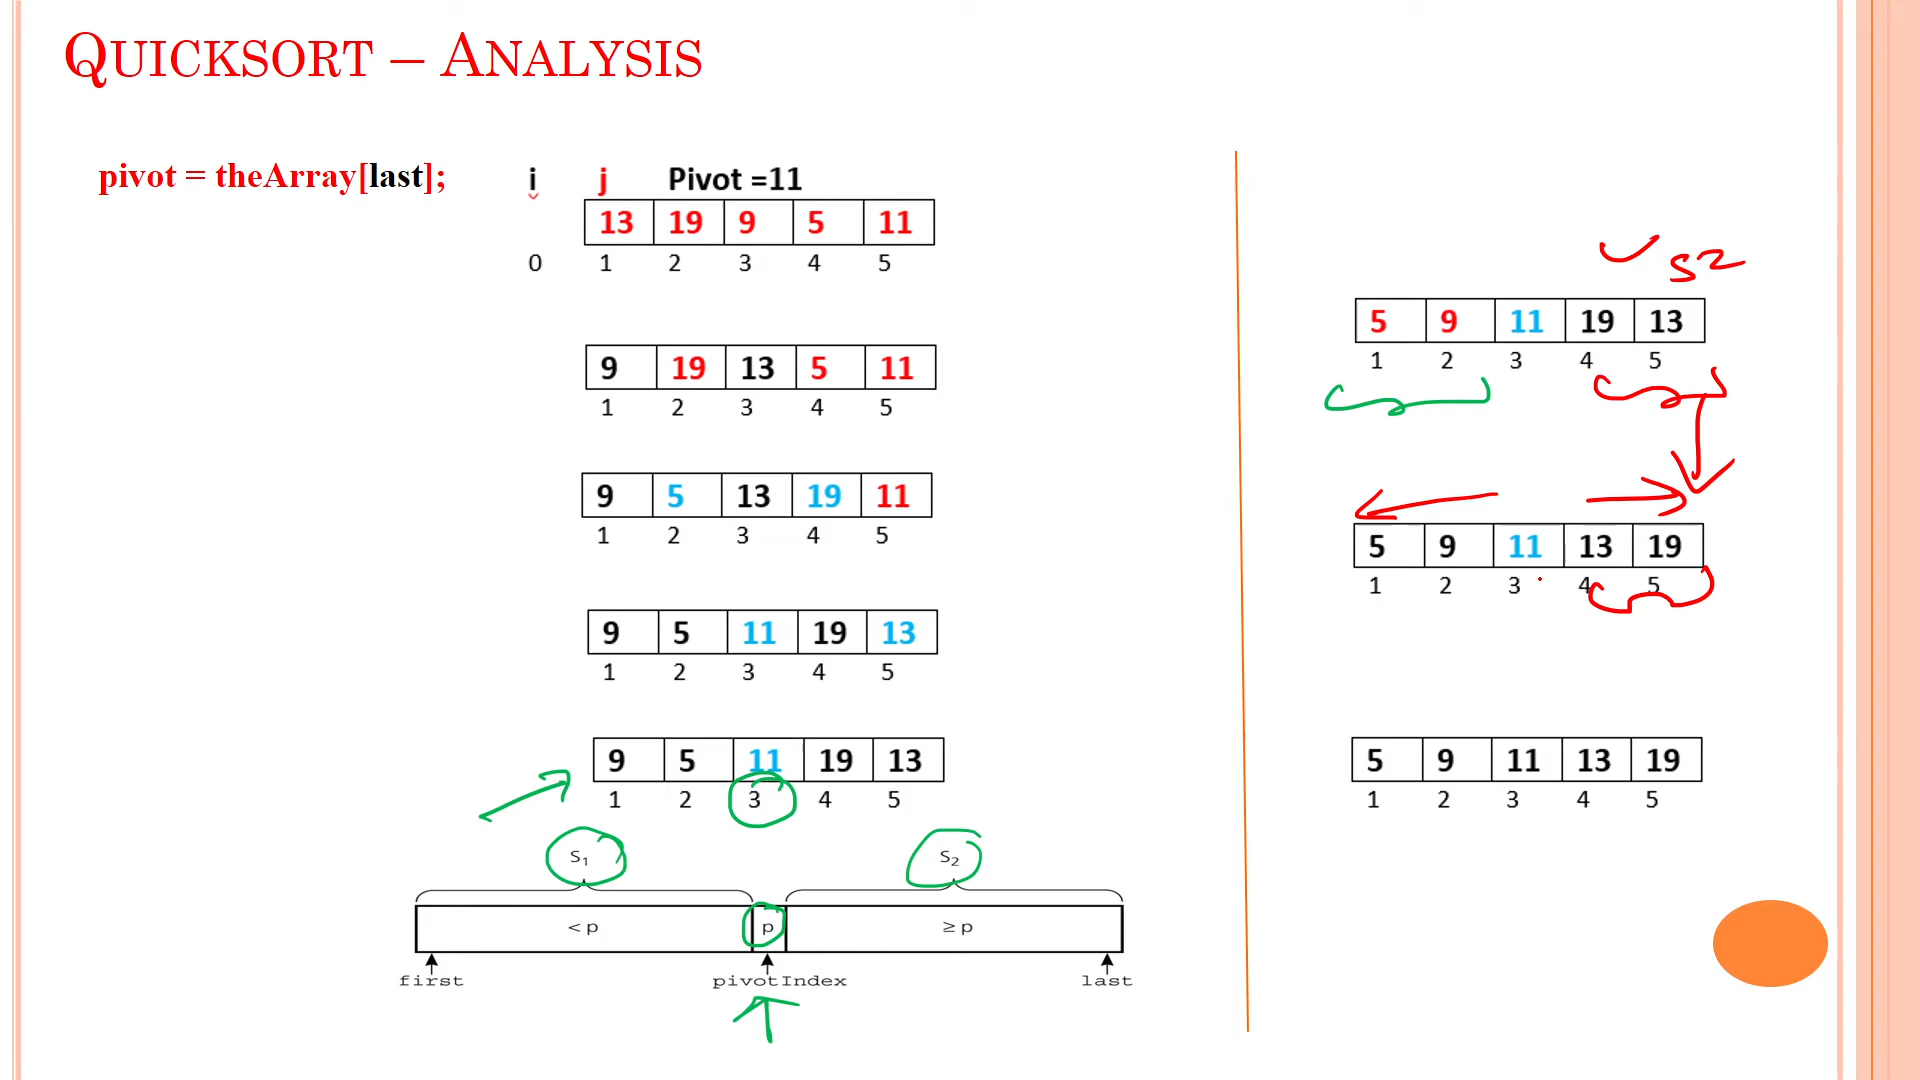 QUICKSORT – ANALYSIS
pivot = theArray[last];
i j Pivot =11
13 19 9 5 11
0 1 2 3 4 5
9 19 13 5 11
1 2 3 4 5
9 5 13 19 11
1 2 3 4 5
9 5 11 19 13
1 2 3 4 5
9 5 11 19 13
1 2 3 4 5
S1 S2
< p p ≥ p
first pivotIndex last
S2
5 9 11 19 13
1 2 3 4 5
5 9 11 13 19
1 2 3 4 5
5 9 11 13 19
1 2 3 4 5